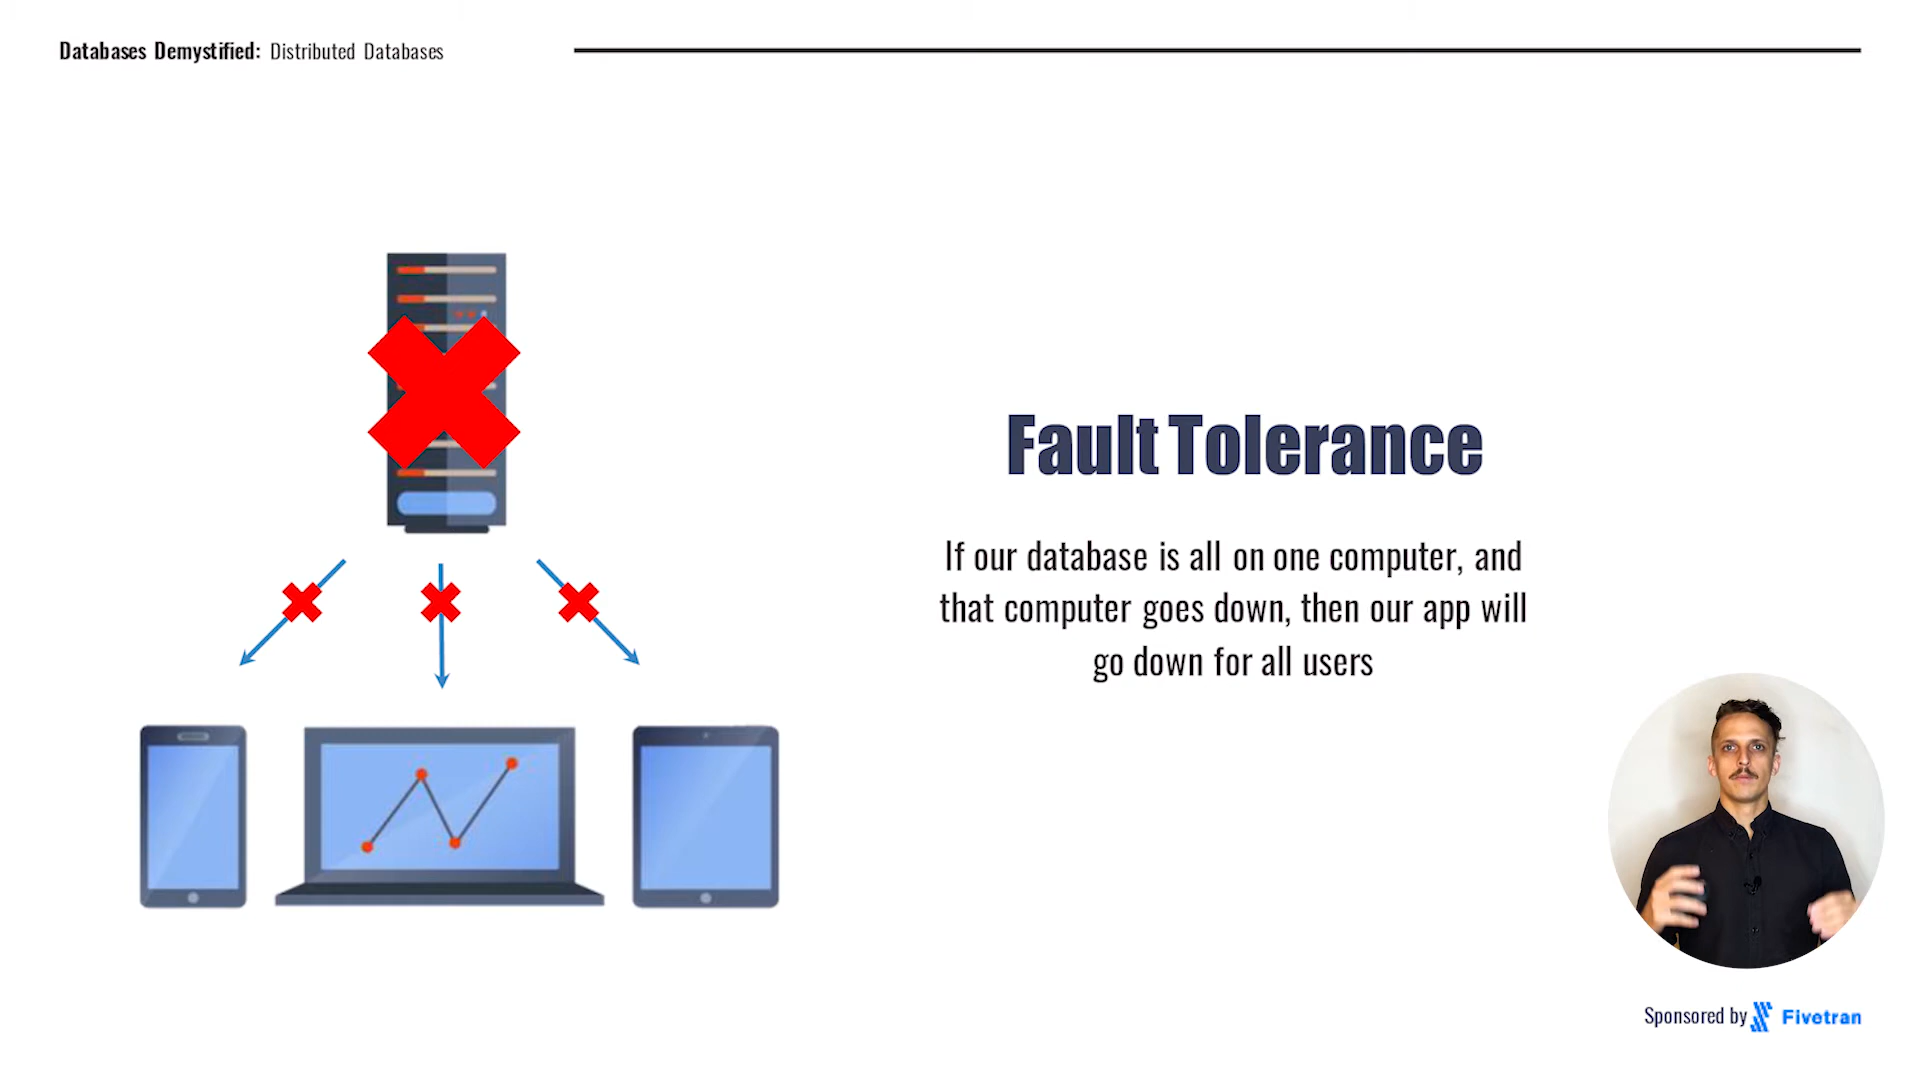 Databases Demystified: Distributed Databases
Fault Tolerance
If our database is all on one computer, and
that computer goes down, then our app will
go down for all users
Sponsored by Fivetran